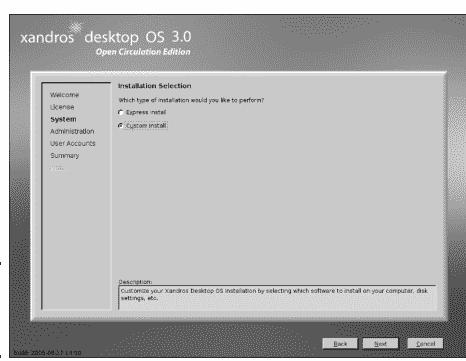 xandros desktop OS 3.0
Open Circulation Edition
Welcome
License
System
Administration
User Accounts
Summary
Installation Selection
Which type of installation would you like to perform?
Express Install
Custom Install
Description:
Customize your Xandros Desktop OS installation by selecting which software to install on your computer, disk
settings, etc.
Back
Next
Cancel